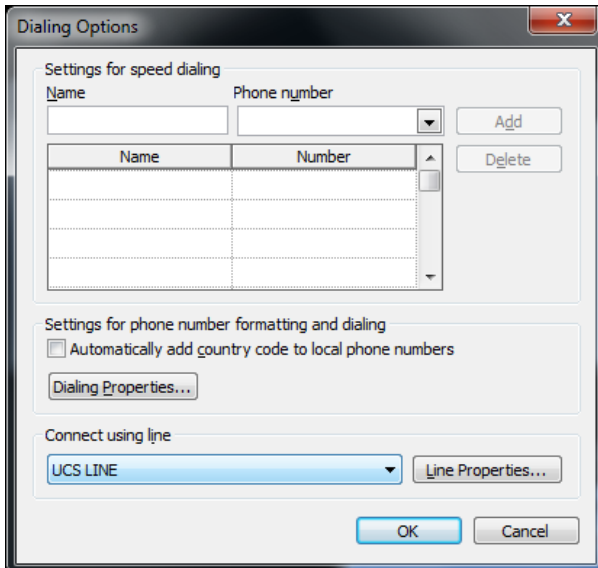 Dialing Options
Settings for speed dialing
Name Phone number
Add
Name Number
Delete
Settings for phone number formatting and dialing
Automatically add country code to local phone numbers
Dialing Properties...
Connect using line
UCS LINE Line Properties...
OK Cancel